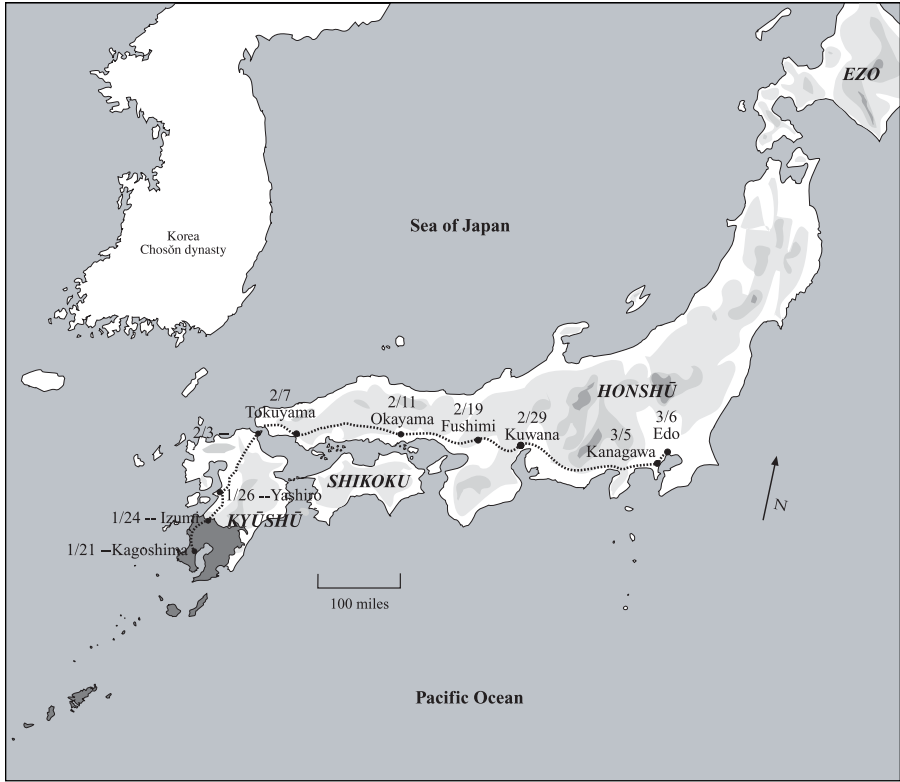 EZO
Sea of Japan
Korea
Chosŏn dynasty
HONSHŪ
2/7
Tokuyama
2/11
Okayama
2/19
Fushimi
2/29
Kuwana
3/6
Edo
3/5
Kanagawa
2/3 –
SHIKOKU
1/26 -- Yashiro
1/24 -- Izumi
KYŪSHŪ
1/21 –Kagoshima
N
100 miles
Pacific Ocean